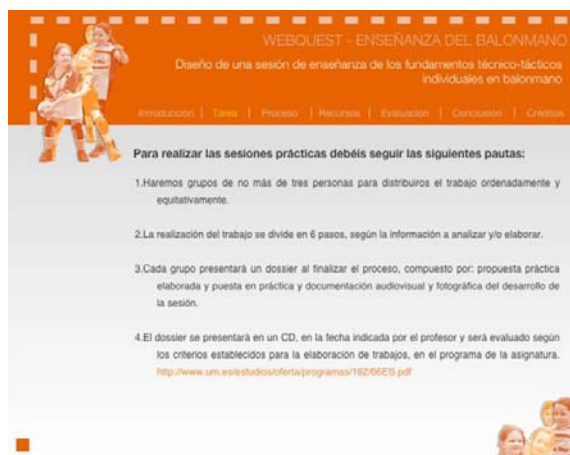 WEBQUEST - ENSEÑANZA DEL BALONMANO
Diseño de una sesión de enseñanza de los fundamentos técnico-tácticos
individuales en balonmano
Introducción | Tarea | Proceso | Recursos | Evaluación | Conclusión | Créditos
Para realizar las sesiones prácticas debéis seguir las siguientes pautas:
1.Haremos grupos de no más de tres personas para distribuiros el trabajo ordenadamente y
equitativamente.
2.La realización del trabajo se divide en 6 pasos, según la información a analizar y/o elaborar.
3.Cada grupo presentará un dossier al finalizar el proceso, compuesto por: propuesta práctica
elaborada y puesta en práctica y documentación audiovisual y fotográfica del desarrollo de
la sesión.
4.El dossier se presentará en un CD, en la fecha indicada por el profesor y será evaluado según
los criterios establecidos para la elaboración de trabajos, en el programa de la asignatura.
http://www.um.es/estudios/oferta/programas/162/06E5.pdf